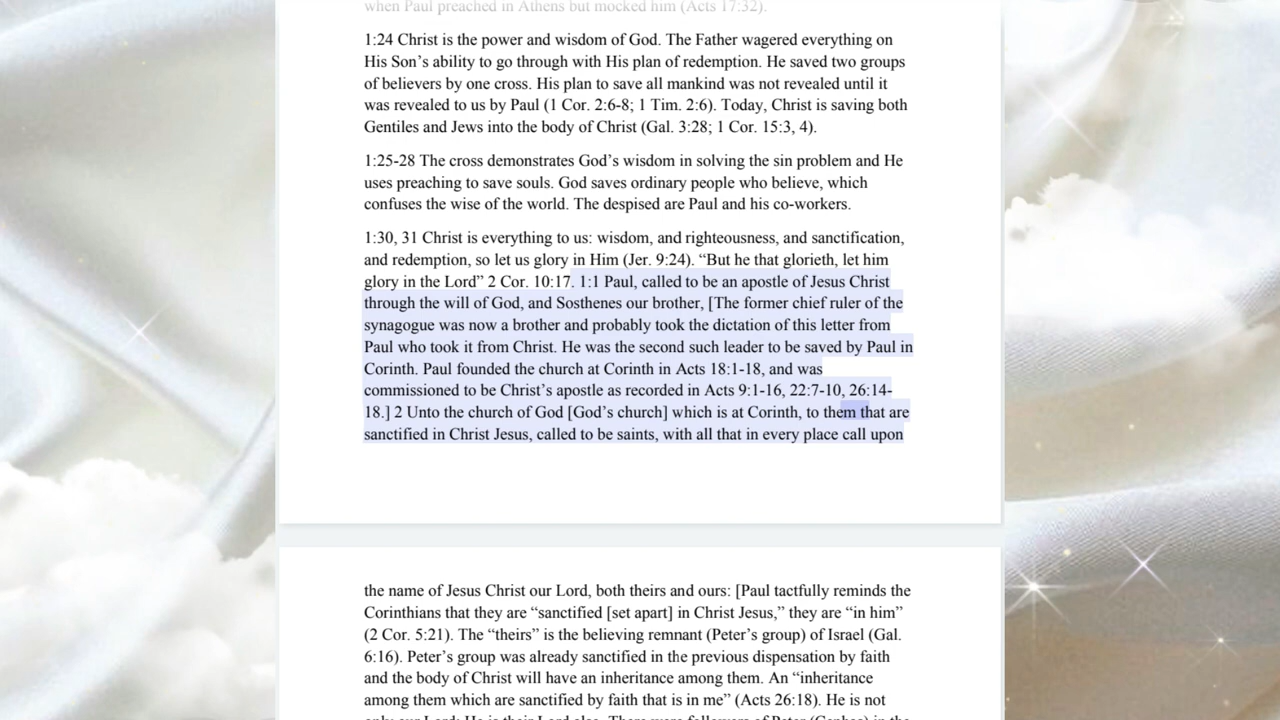 when Paul preached in Athens but mocked him (Acts 17:32).
1:24 Christ is the power and wisdom of God. The Father wagered everything on
His Son’s ability to go through with His plan of redemption. He saved two groups
of believers by one cross. His plan to save all mankind was not revealed until it
was revealed to us by Paul (1 Cor. 2:6-8; 1 Tim. 2:6). Today, Christ is saving both
Gentiles and Jews into the body of Christ (Gal. 3:28; 1 Cor. 15:3, 4).
1:25-28 The cross demonstrates God’s wisdom in solving the sin problem and He
uses preaching to save souls. God saves ordinary people who believe, which
confuses the wise of the world. The despised are Paul and his co-workers.
1:30, 31 Christ is everything to us: wisdom, and righteousness, and sanctification,
and redemption, so let us glory in Him (Jer. 9:24). “But he that glorieth, let him
glory in the Lord” 2 Cor. 10:17. 1:1 Paul, called to be an apostle of Jesus Christ
through the will of God, and Sosthenes our brother, [The former chief ruler of the
synagogue was now a brother and probably took the dictation of this letter from
Paul who took it from Christ. He was the second such leader to be saved by Paul in
Corinth. Paul founded the church at Corinth in Acts 18:1-18, and was
commissioned to be Christ’s apostle as recorded in Acts 9:1-16, 22:7-10, 26:14-
18.] 2 Unto the church of God [God’s church] which is at Corinth, to them that are
sanctified in Christ Jesus, called to be saints, with all that in every place call upon
the name of Jesus Christ our Lord, both theirs and ours: [Paul tactfully reminds the
Corinthians that they are “sanctified [set apart] in Christ Jesus,” they are “in him”
(2 Cor. 5:21). The “theirs” is the believing remnant (Peter’s group) of Israel (Gal.
6:16). Peter’s group was already sanctified in the previous dispensation by faith
and the body of Christ will have an inheritance among them. An “inheritance
among them which are sanctified by faith that is in me” (Acts 26:18). He is not
only our Lord; He is their Lord also. There were followers of Peter (Cephas) in the